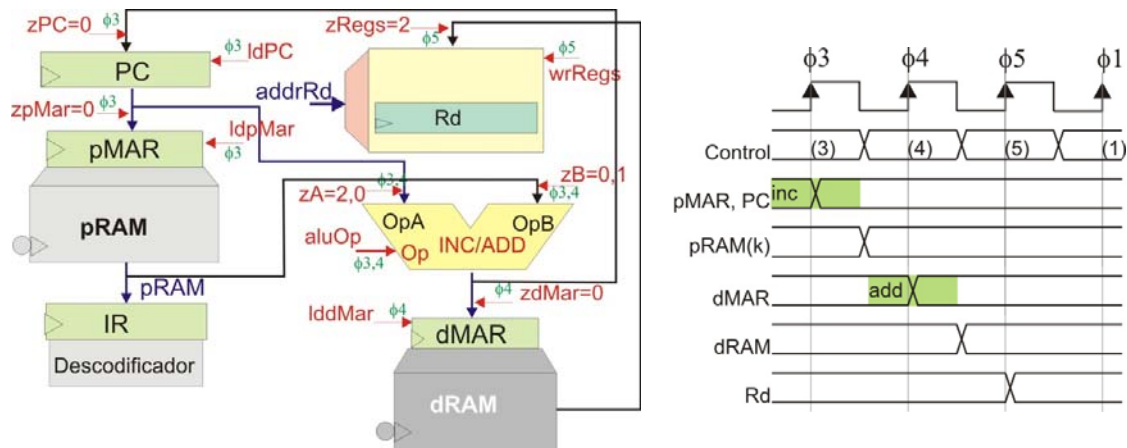 zPC=0
ϕ3
ϕ3
ldPC
PC
zpMar=0
ϕ3
ldpMar
ϕ3
pMAR
pRAM
pRAM
IR
Descodificador
zRegs=2
ϕ5
ϕ5
wrRegs
addrRd
Rd
zB=0,1
ϕ3,4
zA=2,0
ϕ3,4
OpA
OpB
aluOp
Op
INC/ADD
ϕ3,4
ϕ4
zdMar=0
lddMar
ϕ4
dMAR
dRAM
ϕ3
ϕ4
ϕ5
ϕ1
Control
(3)
(4)
(5)
(1)
pMAR, PC
inc
pRAM(k)
dMAR
add
dRAM
Rd